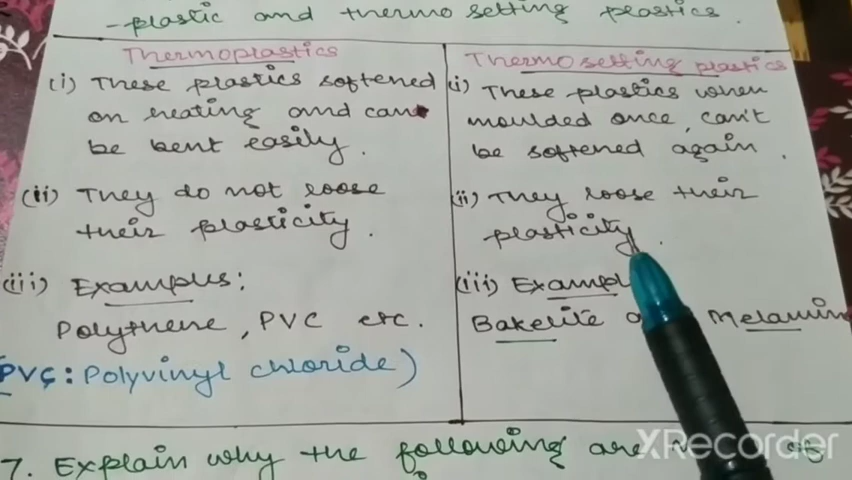 -plastic and thermo setting plastics.
Thermoplastics
(i) These plastics softened
on heating and can
be bent easily.
(ii) They do not loose
their plasticity.
(iii) Examples:
Polythene, PVC etc.
(PVC: Polyvinyl chloride)
Thermosetting plastics
(i) These plastics when
moulded once, can't
be softened again.
(ii) They loose their
plasticity.
(iii) Exampl
Bakelite Melamin
7. Explain why the following are of
XRecorder